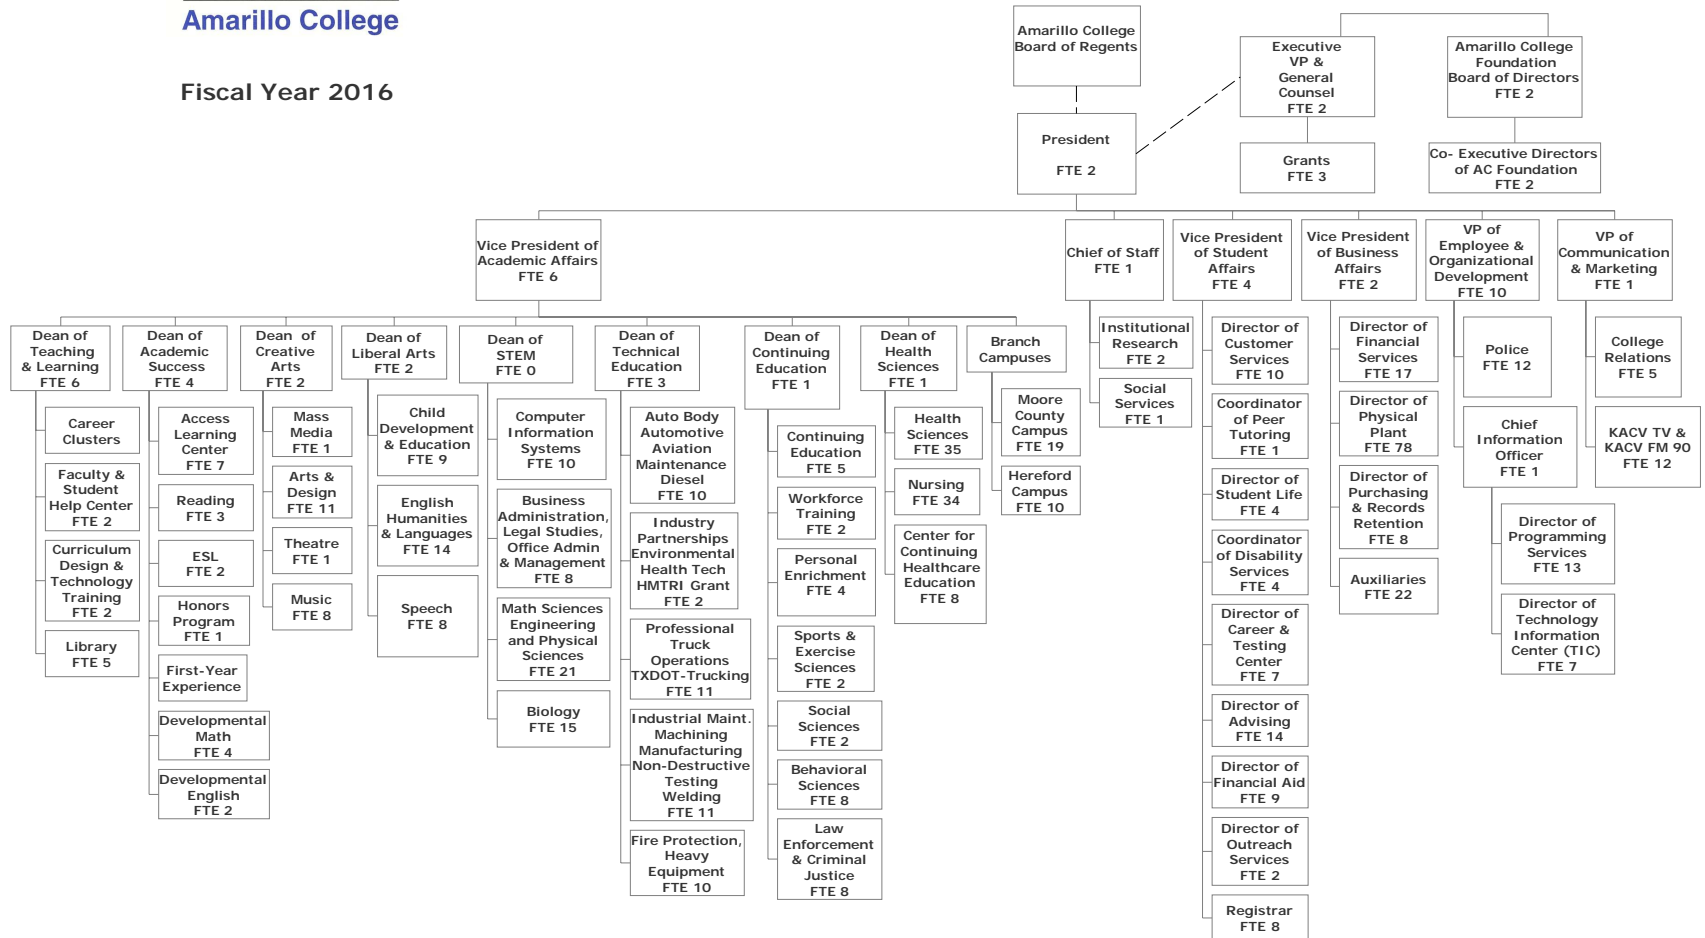 Amarillo College
Fiscal Year 2016
Amarillo College
Board of Regents
Executive
VP &
General
Counsel
FTE 2
Amarillo College
Foundation
Board of Directors
FTE 2
President
FTE 2
Grants
FTE 3
Co- Executive Directors
of AC Foundation
FTE 2
Vice President of
Academic Affairs
FTE 6
Chief of Staff
FTE 1
Vice President
of Student
Affairs
FTE 4
Vice President
of Business
Affairs
FTE 2
VP of
Employee &
Organizational
Development
FTE 10
VP of
Communication
& Marketing
FTE 1
Dean of
Teaching
& Learning
FTE 6
Career
Clusters
Faculty &
Student
Help Center
FTE 2
Curriculum
Design &
Technology
Training
FTE 2
Library
FTE 5
Dean of
Academic
Success
FTE 4
Access
Learning
Center
FTE 7
Reading
FTE 3
ESL
FTE 2
Honors
Program
FTE 1
First-Year
Experience
Developmental
Math
FTE 4
Developmental
English
FTE 2
Dean of
Creative
Arts
FTE 2
Mass
Media
FTE 1
Arts &
Design
FTE 11
Theatre
FTE 1
Music
FTE 8
Dean of
Liberal Arts
FTE 2
Child
Development
& Education
FTE 9
English
Humanities
& Languages
FTE 14
Speech
FTE 8
Dean of
STEM
FTE 0
Computer
Information
Systems
FTE 10
Business
Administration,
Legal Studies,
Office Admin
& Management
FTE 8
Math Sciences
Engineering
and Physical
Sciences
FTE 21
Biology
FTE 15
Dean of
Technical
Education
FTE 3
Auto Body
Automotive
Aviation
Maintenance
Diesel
FTE 10
Industry
Partnerships
Environmental
Health Tech
HMTRI Grant
FTE 2
Professional
Truck
Operations
TXDOT-Trucking
FTE 11
Industrial Maint.
Machining
Manufacturing
Non-Destructive
Testing
Welding
FTE 11
Fire Protection,
Heavy
Equipment
FTE 10
Dean of
Continuing
Education
FTE 1
Continuing
Education
FTE 5
Workforce
Training
FTE 2
Personal
Enrichment
FTE 4
Sports &
Exercise
Sciences
FTE 2
Social
Sciences
FTE 2
Behavioral
Sciences
FTE 8
Law
Enforcement
& Criminal
Justice
FTE 8
Dean of
Health
Sciences
FTE 1
Health
Sciences
FTE 35
Nursing
FTE 34
Center for
Continuing
Healthcare
Education
FTE 8
Branch
Campuses
Moore
County
Campus
FTE 19
Hereford
Campus
FTE 10
Institutional
Research
FTE 2
Social
Services
FTE 1
Director of
Customer
Services
FTE 10
Coordinator
of Peer
Tutoring
FTE 1
Director of
Student Life
FTE 4
Coordinator
of Disability
Services
FTE 4
Director of
Career &
Testing
Center
FTE 7
Director of
Advising
FTE 14
Director of
Financial Aid
FTE 9
Director of
Outreach
Services
FTE 2
Registrar
FTE 8
Director of
Financial
Services
FTE 17
Director of
Physical
Plant
FTE 78
Director of
Purchasing
& Records
Retention
FTE 8
Auxiliaries
FTE 22
Police
FTE 12
Chief
Information
Officer
FTE 1
Director of
Programming
Services
FTE 13
Director of
Technology
Information
Center (TIC)
FTE 7
College
Relations
FTE 5
KACV TV &
KACV FM 90
FTE 12